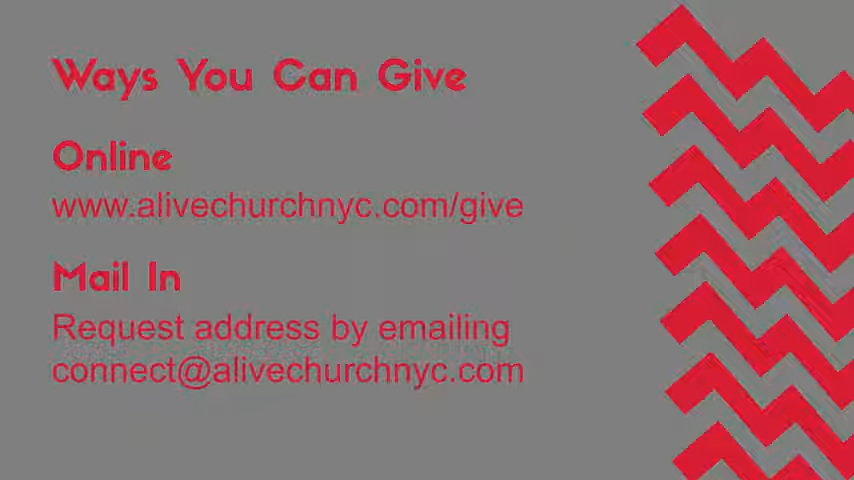 Ways You Can Give
Online
www.alivechurchnyc.com/give
Mail In
Request address by emailing
connect@alivechurchnyc.com